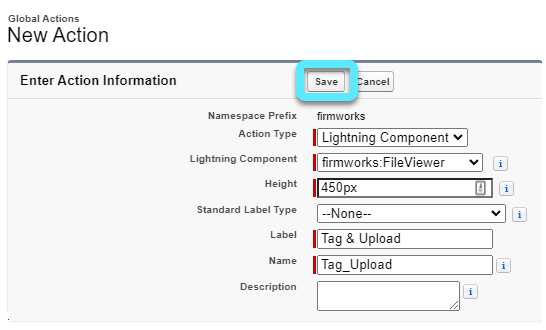 Global Actions
New Action
Enter Action Information
Save
Cancel
Namespace Prefix firmworks
Action Type Lightning Component
Lightning Component firmworks:FileViewer i
Height 450px i
Standard Label Type --None-- i
Label Tag & Upload
Name Tag_Upload i
Description i